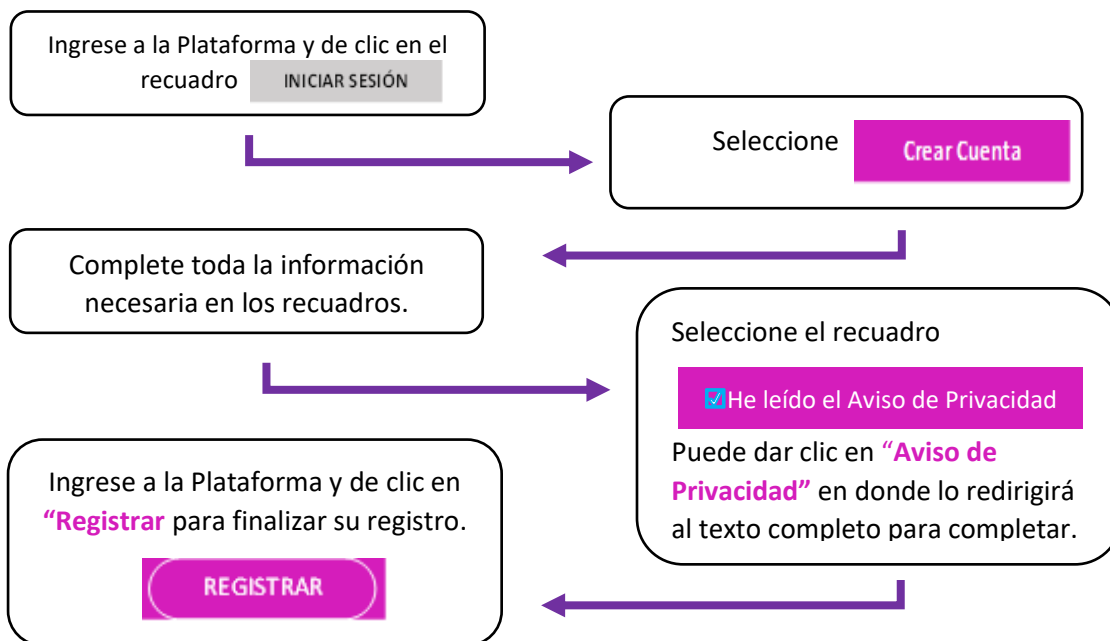 Ingrese a la Plataforma y de clic en el
recuadro INICIAR SESIÓN
Seleccione Crear Cuenta
Complete toda la información
necesaria en los recuadros.
Seleccione el recuadro
☑He leído el Aviso de Privacidad
Puede dar clic en “Aviso de
Privacidad” en donde lo redirigirá
al texto completo para completar.
Ingrese a la Plataforma y de clic en
“Registrar para finalizar su registro.
REGISTRAR